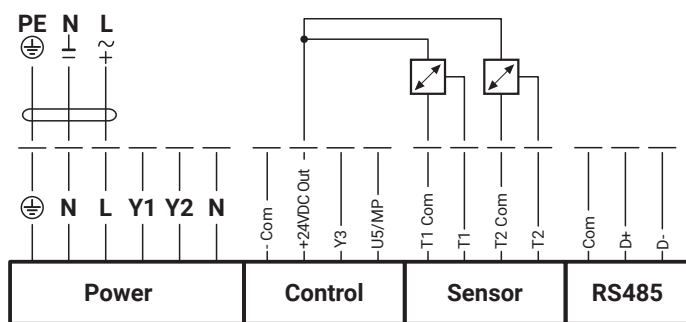 PE N L
N L Y1 Y2 N
- Com
+24VDC Out
Y3
U5/MP
T1 Com
T1
T2 Com
T2
Com
D+
D-
Power Control Sensor RS485